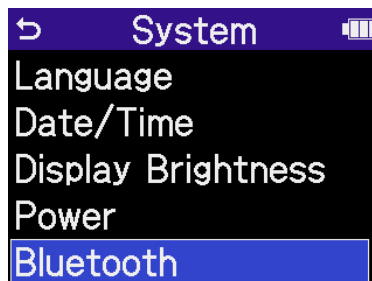 System
Language
Date/Time
Display Brightness
Power
Bluetooth